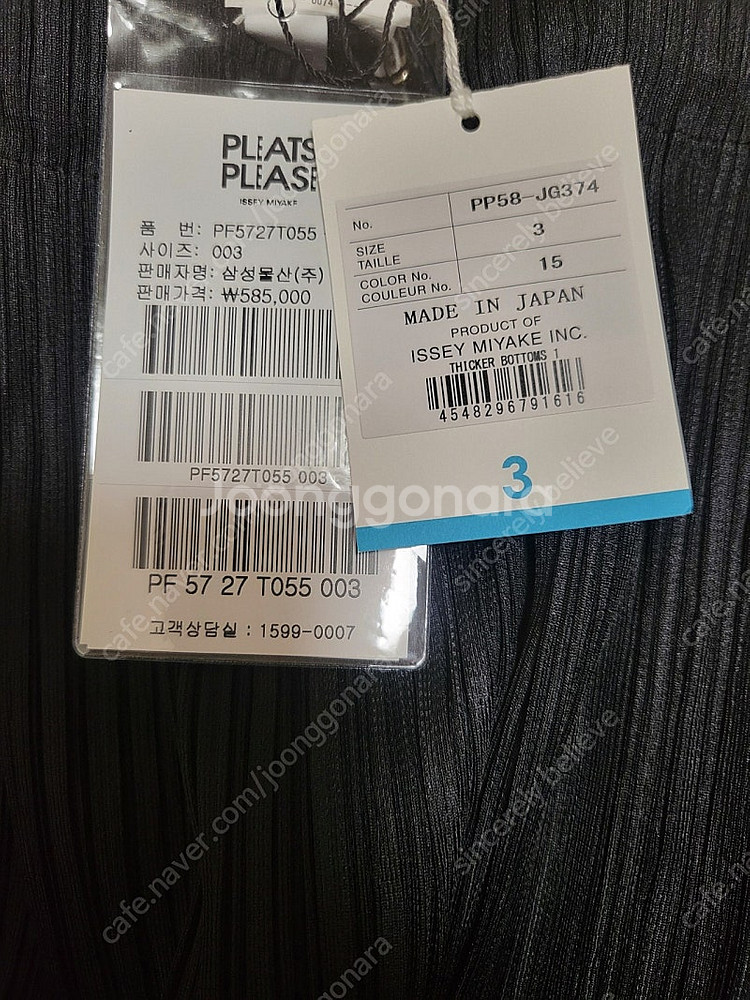 0074
PLEATS
PLEASE
ISSEY MIYAKE
품 번: PF5727T055
사이즈: 003
판매자명: 삼성물산(주)
판매가격: ₩585,000
PF5727T055 003
PF 57 27 T055 003
고객상담실 : 1599-0007
No. PP58-JG374
SIZE
TAILLE 3
COLOR No.
COULEUR No. 15
MADE IN JAPAN
PRODUCT OF
ISSEY MIYAKE INC.
THICKER BOTTOMS 1
4548296791616
3
Joonggonara
cafe.naver.com/joonggonara
sincerely believe